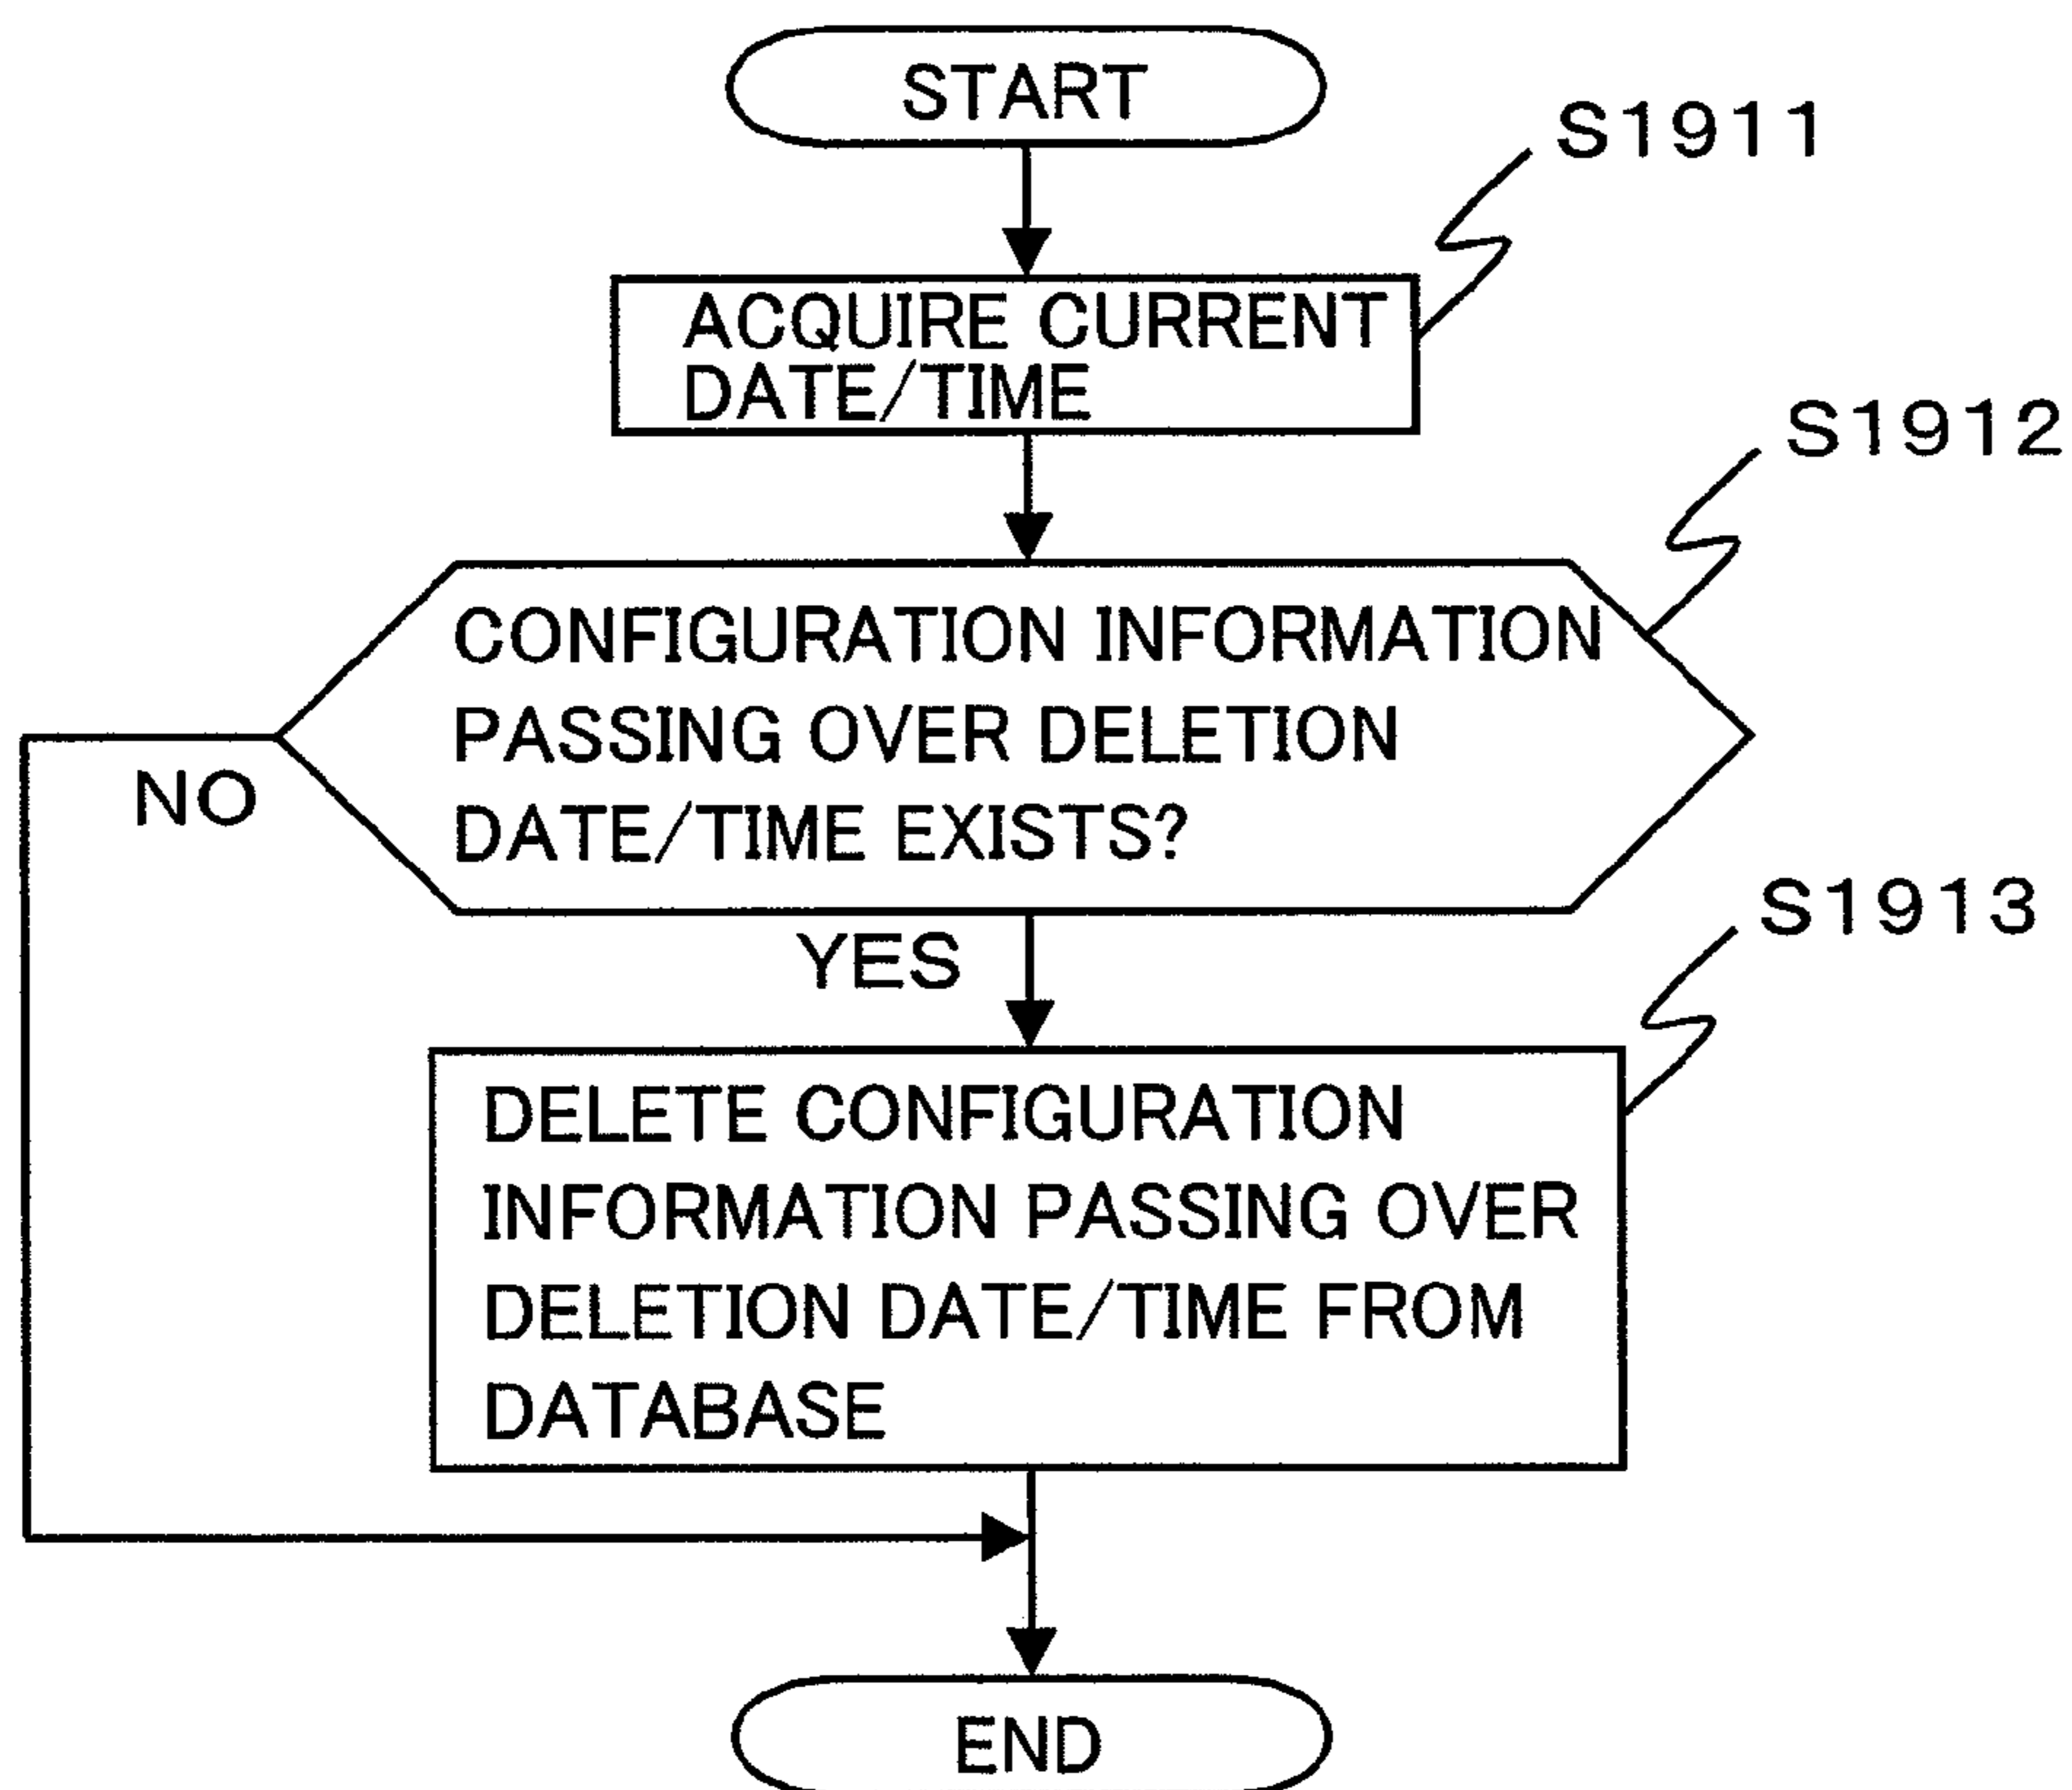 START
S1911
ACQUIRE CURRENT
DATE/TIME
S1912
CONFIGURATION INFORMATION
PASSING OVER DELETION
DATE/TIME EXISTS?
NO
YES
S1913
DELETE CONFIGURATION
INFORMATION PASSING OVER
DELETION DATE/TIME FROM
DATABASE
END